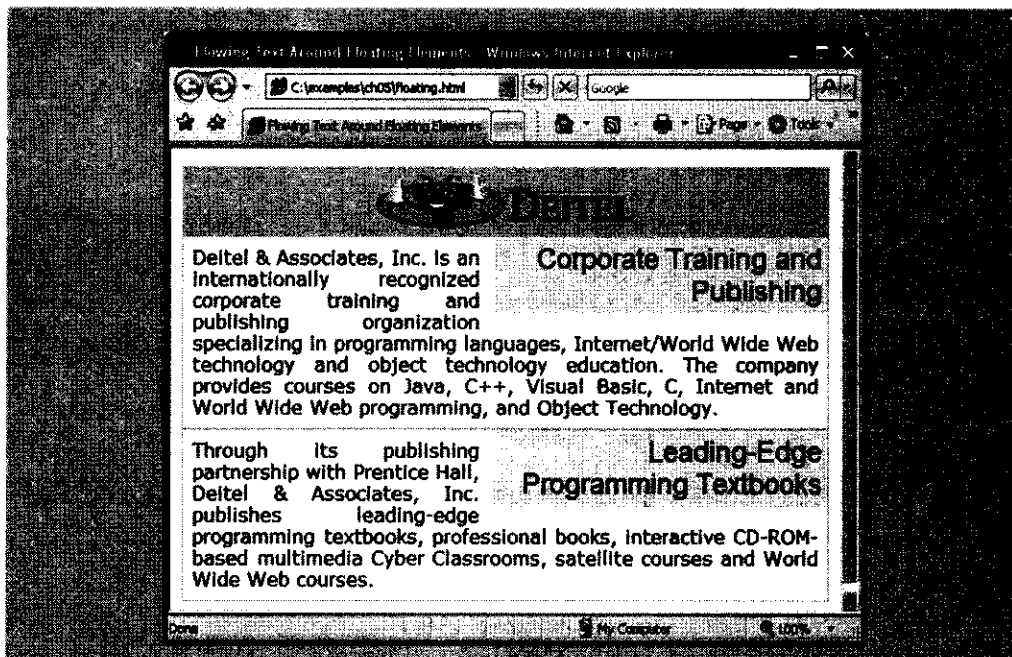 Flowing Text Around Floating Elements - Windows Internet Explorer
C:\examples\ch05\floating.html
Google
Flowing Text Around Floating Elements
Page
Tools
DEITEL
Deitel & Associates, Inc. is an
internationally recognized
corporate training and
publishing organization
specializing in programming languages, Internet/World Wide Web
technology and object technology education. The company
provides courses on Java, C++, Visual Basic, C, Internet and
World Wide Web programming, and Object Technology.
Corporate Training and
Publishing
Through its publishing
partnership with Prentice Hall,
Deitel & Associates, Inc.
publishes leading-edge
programming textbooks, professional books, interactive CD-ROM-
based multimedia Cyber Classrooms, satellite courses and World
Wide Web courses.
Leading-Edge
Programming Textbooks
Done
My Computer
100%